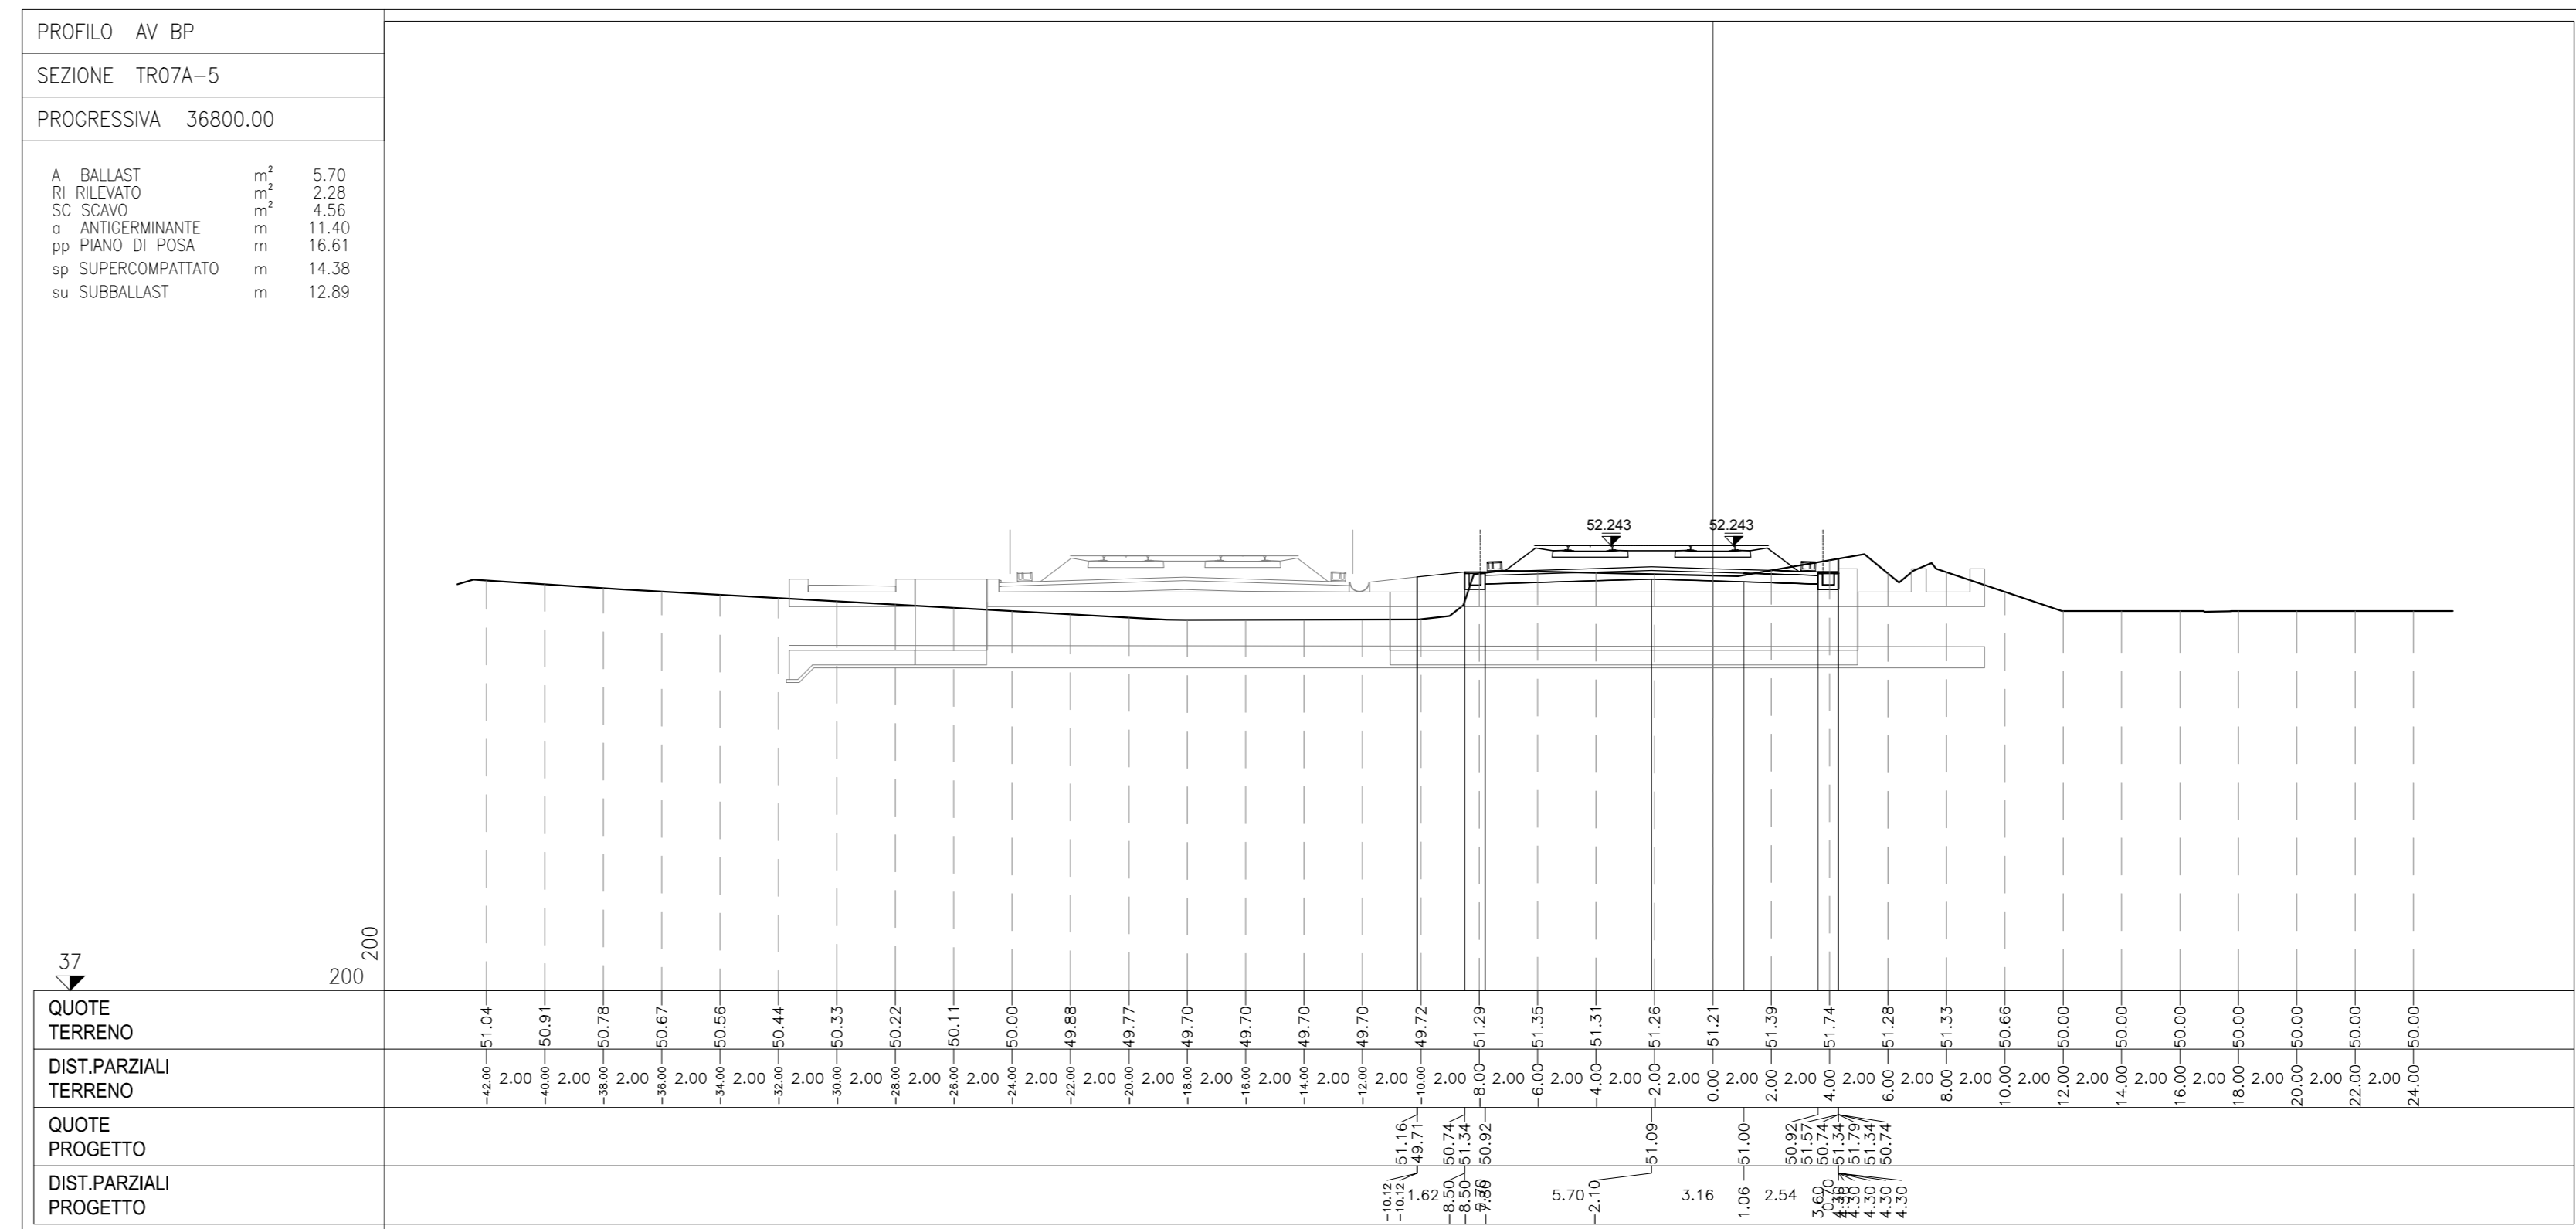 PROFILO AV BP
SEZIONE TR07A-5
PROGRESSIVA 36800.00
A BALLAST m² 5.70
RI RILEVATO m² 2.28
SC SCAVO m² 4.56
a ANTIGERMINANTE m 11.40
pp PIANO DI POSA m 16.61
sp SUPERCOMPATTATO m 14.38
su SUBBALLAST m 12.89
52.243 52.243
200
37 200
QUOTE
TERRENO
51.04 50.91 50.78 50.67 50.56 50.44 50.33 50.22 50.11 50.00 49.88 49.77 49.70 49.70 49.70 49.70 49.72 51.29 51.35 51.31 51.26 51.21 51.39 51.74 51.28 51.33 50.66 50.00 50.00 50.00 50.00 50.00 50.00 50.00
DIST.PARZIALI
TERRENO
-42.00 2.00 -40.00 2.00 -38.00 2.00 -36.00 2.00 -34.00 2.00 -32.00 2.00 -30.00 2.00 -28.00 2.00 -26.00 2.00 -24.00 2.00 -22.00 2.00 -20.00 2.00 -18.00 2.00 -16.00 2.00 -14.00 2.00 -12.00 2.00 -10.00 2.00 -8.00 2.00 -6.00 2.00 -4.00 2.00 -2.00 2.00 0.00 2.00 2.00 2.00 4.00 2.00 6.00 2.00 8.00 2.00 10.00 2.00 12.00 2.00 14.00 2.00 16.00 2.00 18.00 2.00 20.00 2.00 22.00 2.00 24.00
QUOTE
PROGETTO
51.16 49.71 50.74 51.34 50.92 51.09 51.00 50.92 51.57 50.74 51.34 51.79 51.34 50.74
DIST.PARZIALI
PROGETTO
-10.12 -10.12 1.62 -8.50 -8.50 0.70 -7.80 5.70 -2.10 3.16 1.06 2.54 3.60 0.70 4.30 4.30 4.30 4.30